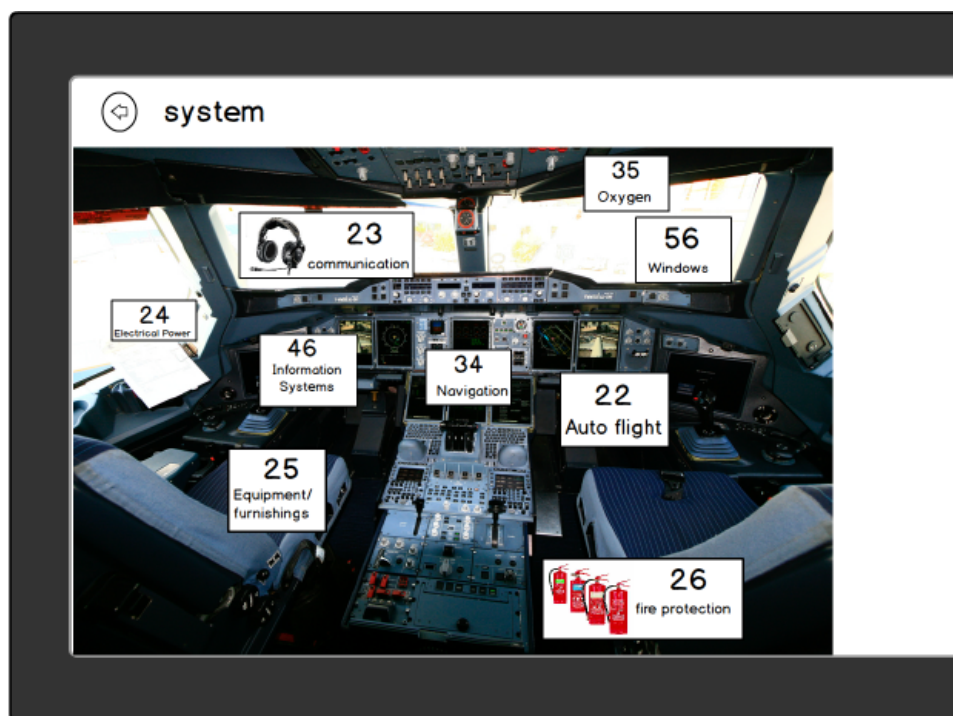 system
35
Oxygen
23
communication
56
Windows
24
Electrical Power
46
Information
Systems
34
Navigation
22
Auto flight
25
Equipment/
furnishings
26
fire protection